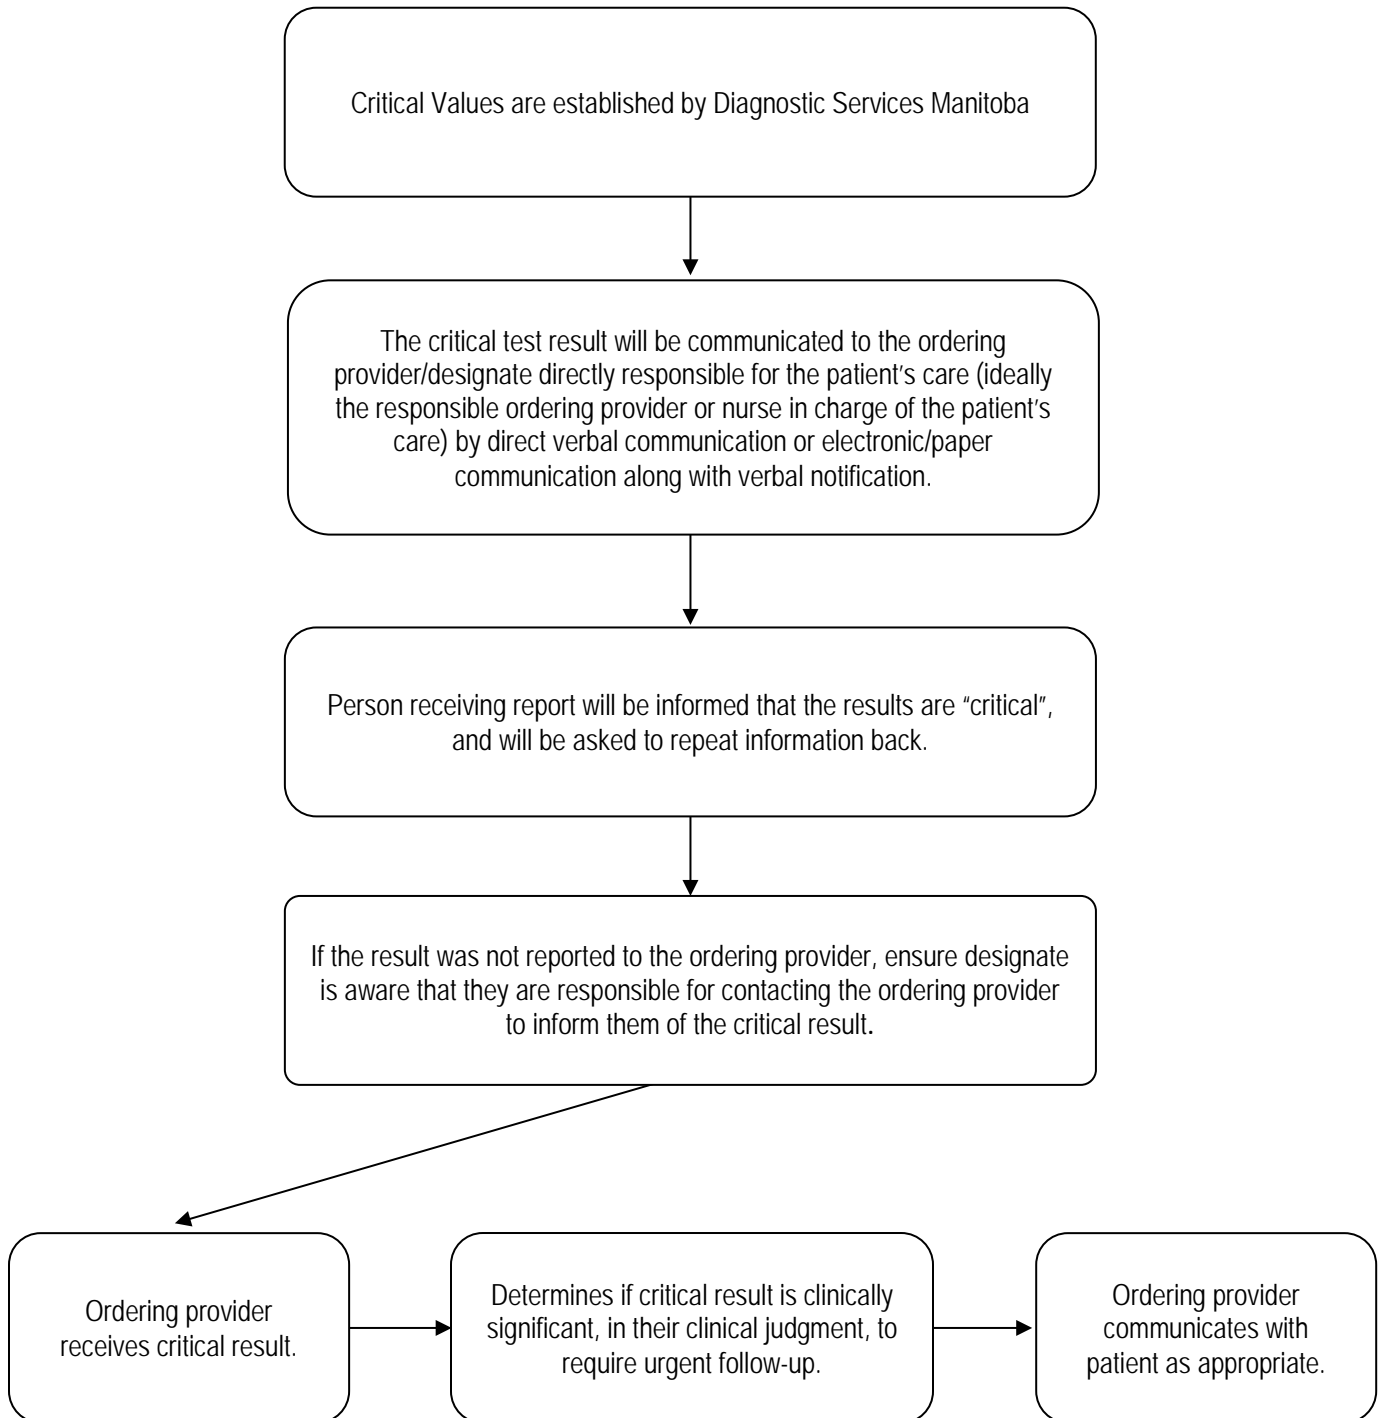 Critical Values are established by Diagnostic Services Manitoba
The critical test result will be communicated to the ordering
provider/designate directly responsible for the patient’s care (ideally
the responsible ordering provider or nurse in charge of the patient’s
care) by direct verbal communication or electronic/paper
communication along with verbal notification.
Person receiving report will be informed that the results are “critical”,
and will be asked to repeat information back.
If the result was not reported to the ordering provider, ensure designate
is aware that they are responsible for contacting the ordering provider
to inform them of the critical result.
Ordering provider
receives critical result.
Determines if critical result is clinically
significant, in their clinical judgment, to
require urgent follow-up.
Ordering provider
communicates with
patient as appropriate.